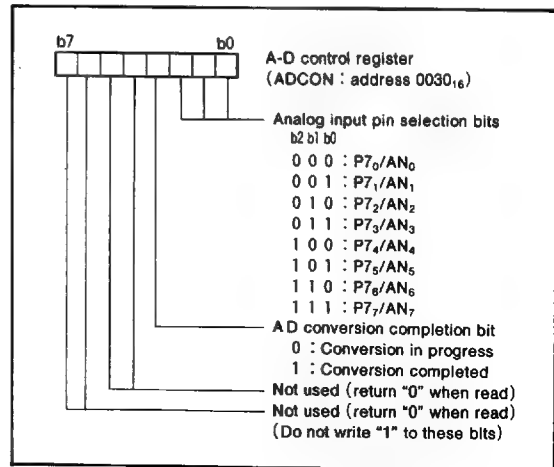 b7 b0
A-D control register
(ADCON : address 0030₁₆)
Analog input pin selection bits
b2 b1 b0
0 0 0 : P7₀/AN₀
0 0 1 : P7₁/AN₁
0 1 0 : P7₂/AN₂
0 1 1 : P7₃/AN₃
1 0 0 : P7₄/AN₄
1 0 1 : P7₅/AN₅
1 1 0 : P7₆/AN₆
1 1 1 : P7₇/AN₇
AD conversion completion bit
0 : Conversion in progress
1 : Conversion completed
Not used (return "0" when read)
Not used (return "0" when read)
(Do not write "1" to these bits)